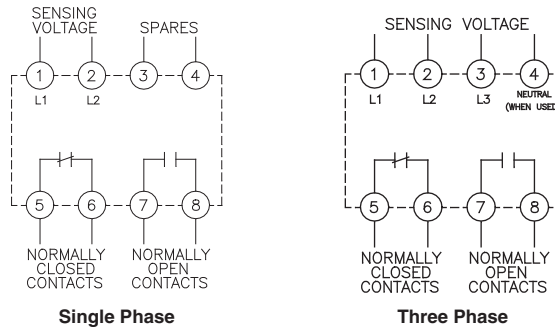 SENSING
VOLTAGE
SPARES
1 2 3 4
L1 L2
5 6 7 8
NORMALLY
CLOSED
CONTACTS
NORMALLY
OPEN
CONTACTS
Single Phase
SENSING VOLTAGE
1 2 3 4
L1 L2 L3 NEUTRAL
(WHEN USED
5 6 7 8
NORMALLY
CLOSED
CONTACTS
NORMALLY
OPEN
CONTACTS
Three Phase